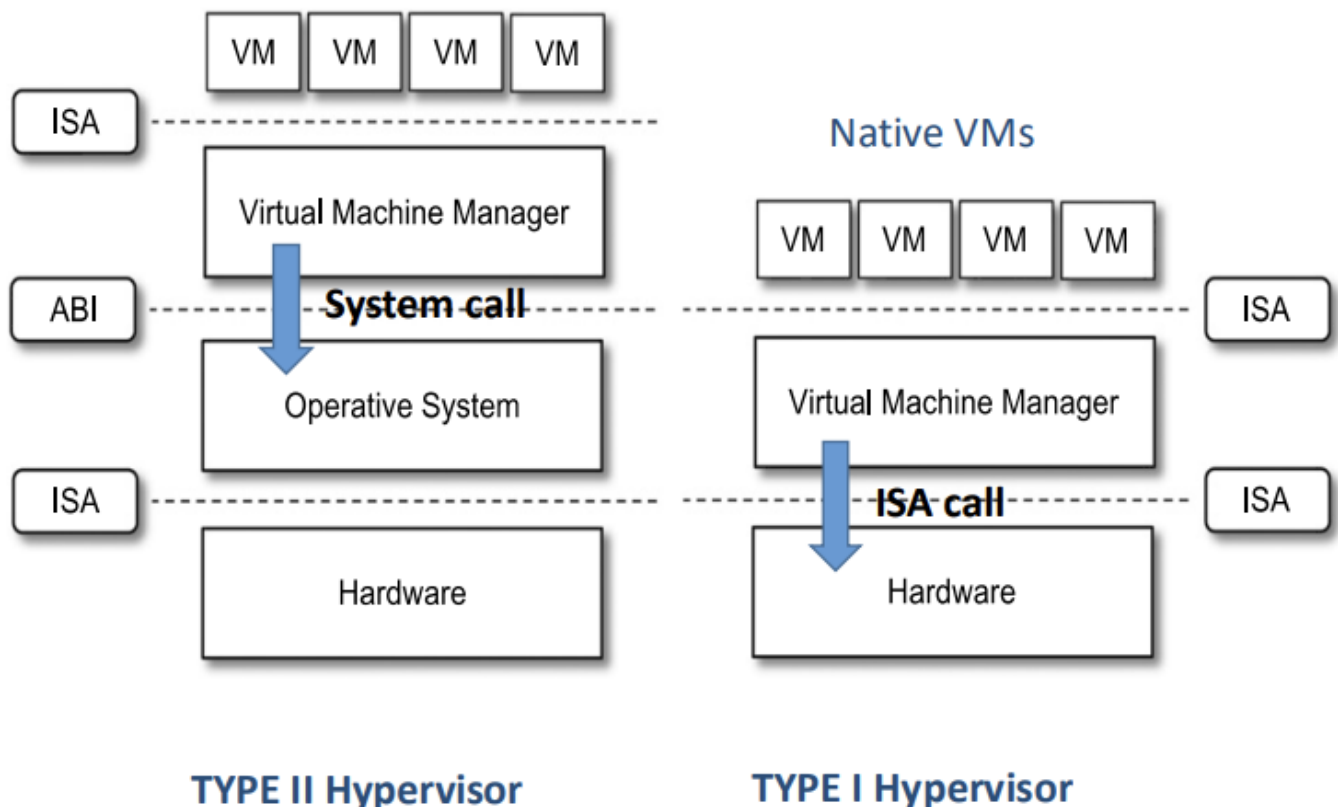 VM VM VM VM
ISA
Native VMs
Virtual Machine Manager
VM VM VM VM
ABI
System call
ISA
Operative System
Virtual Machine Manager
ISA
ISA call
ISA
Hardware
Hardware
TYPE II Hypervisor
TYPE I Hypervisor